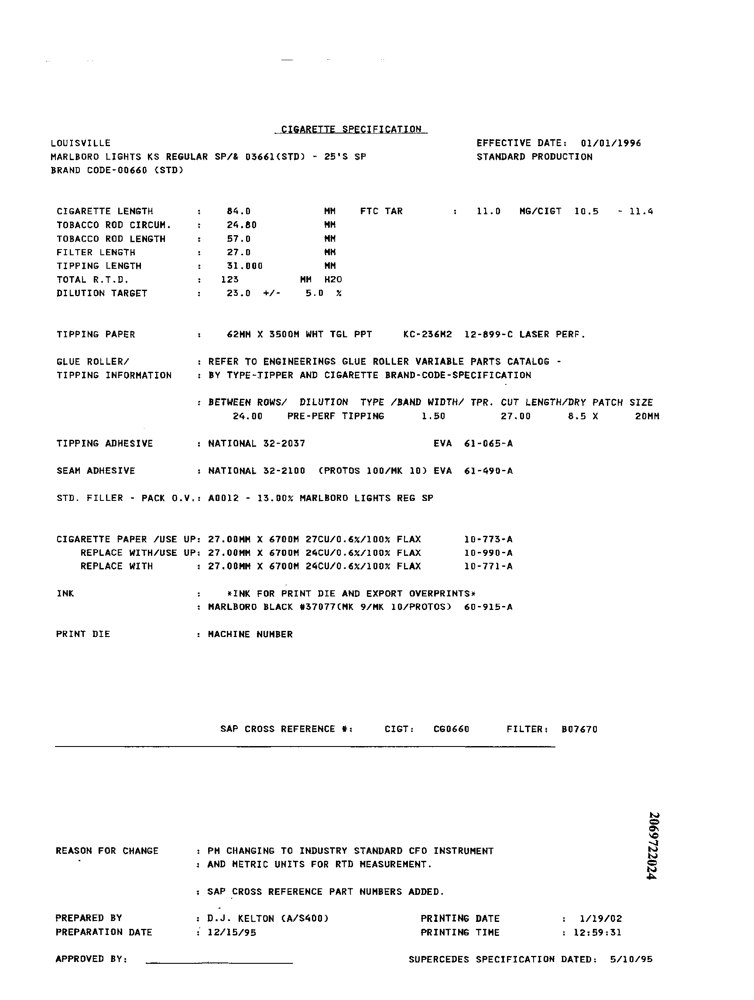 CIGARETTE SPECIFICATION
LOUISVILLE EFFECTIVE DATE: 01/01/1996
MARLBORO LIGHTS KS REGULAR SP/& 03661(STD) - 25'S SP STANDARD PRODUCTION
BRAND CODE-00660 (STD)
CIGARETTE LENGTH : 84.0 MM FTC TAR : 11.0 MG/CIGT 10.5 - 11.4
TOBACCO ROD CIRCUM. : 24.80 MM
TOBACCO ROD LENGTH : 57.0 MM
FILTER LENGTH : 27.0 MM
TIPPING LENGTH : 31.000 MM
TOTAL R.T.D. : 123 MM H2O
DILUTION TARGET : 23.0 +/- 5.0 %
TIPPING PAPER : 62MM X 3500M WHT TGL PPT KC-236M2 12-899-C LASER PERF.
GLUE ROLLER/ : REFER TO ENGINEERINGS GLUE ROLLER VARIABLE PARTS CATALOG -
TIPPING INFORMATION : BY TYPE-TIPPER AND CIGARETTE BRAND-CODE-SPECIFICATION
: BETWEEN ROWS/ DILUTION TYPE /BAND WIDTH/ TPR. CUT LENGTH/DRY PATCH SIZE
24.00 PRE-PERF TIPPING 1.50 27.00 8.5 X 20MM
TIPPING ADHESIVE : NATIONAL 32-2037 EVA 61-065-A
SEAM ADHESIVE : NATIONAL 32-2100 (PROTOS 100/MK 10) EVA 61-490-A
STD. FILLER - PACK O.V.: A0012 - 13.00% MARLBORO LIGHTS REG SP
CIGARETTE PAPER /USE UP: 27.00MM X 6700M 27CU/0.6%/100% FLAX 10-773-A
REPLACE WITH/USE UP: 27.00MM X 6700M 24CU/0.6%/100% FLAX 10-990-A
REPLACE WITH : 27.00MM X 6700M 24CU/0.6%/100% FLAX 10-771-A
INK : *INK FOR PRINT DIE AND EXPORT OVERPRINTS*
: MARLBORO BLACK #37077(MK 9/MK 10/PROTOS) 60-915-A
PRINT DIE : MACHINE NUMBER
SAP CROSS REFERENCE #: CIGT: CG0660 FILTER: B07670
2069722024
REASON FOR CHANGE : PM CHANGING TO INDUSTRY STANDARD CFO INSTRUMENT
: AND METRIC UNITS FOR RTD MEASUREMENT.
: SAP CROSS REFERENCE PART NUMBERS ADDED.
PREPARED BY : D.J. KELTON (A/S400) PRINTING DATE : 1/19/02
PREPARATION DATE : 12/15/95 PRINTING TIME : 12:59:31
APPROVED BY: SUPERCEDES SPECIFICATION DATED: 5/10/95